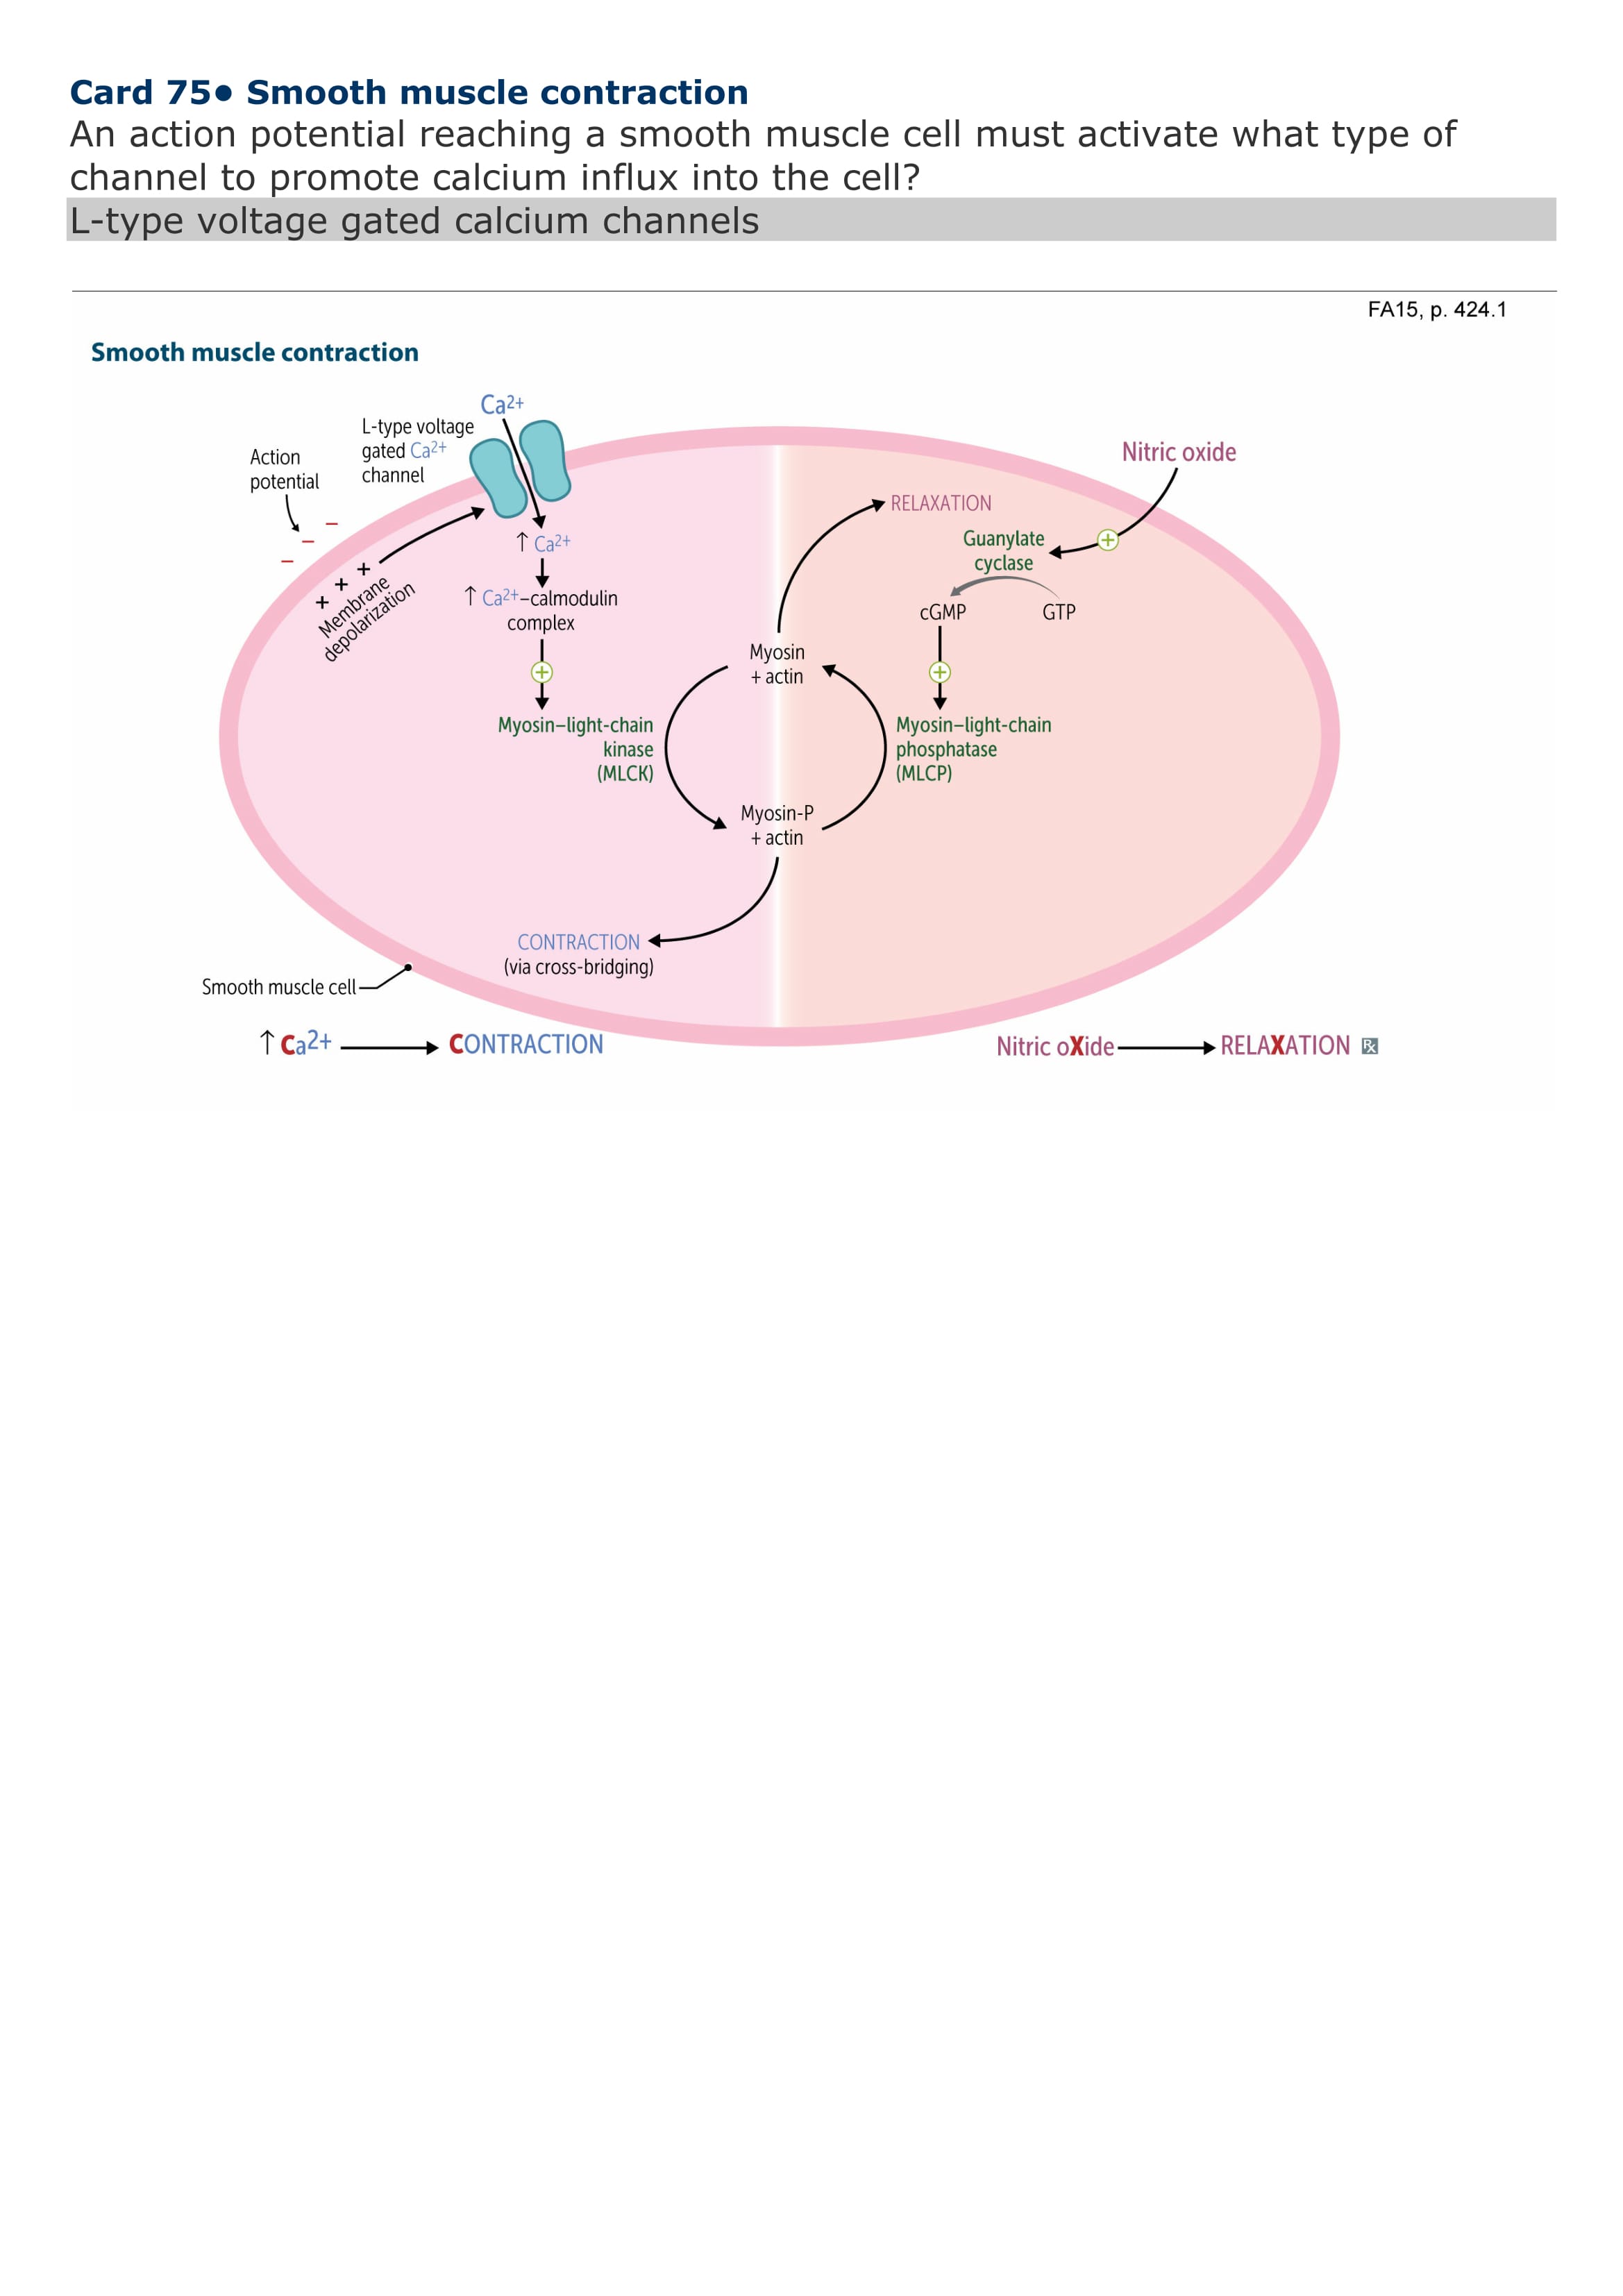 Card 75● Smooth muscle contraction
An action potential reaching a smooth muscle cell must activate what type of
channel to promote calcium influx into the cell?
L-type voltage gated calcium channels
FA15, p. 424.1
Smooth muscle contraction
Ca2+
L-type voltage
gated Ca2+
channel
Action
potential
− − −
+ + +
Membrane
depolarization
↑ Ca2+
↑ Ca2+–calmodulin
complex
+
Myosin–light-chain
kinase
(MLCK)
Myosin
+ actin
Myosin-P
+ actin
CONTRACTION
(via cross-bridging)
Smooth muscle cell
Nitric oxide
+
RELAXATION
Guanylate
cyclase
cGMP
GTP
+
Myosin–light-chain
phosphatase
(MLCP)
↑ Ca2+ → CONTRACTION
Nitric oXide → RELAXATION ℞